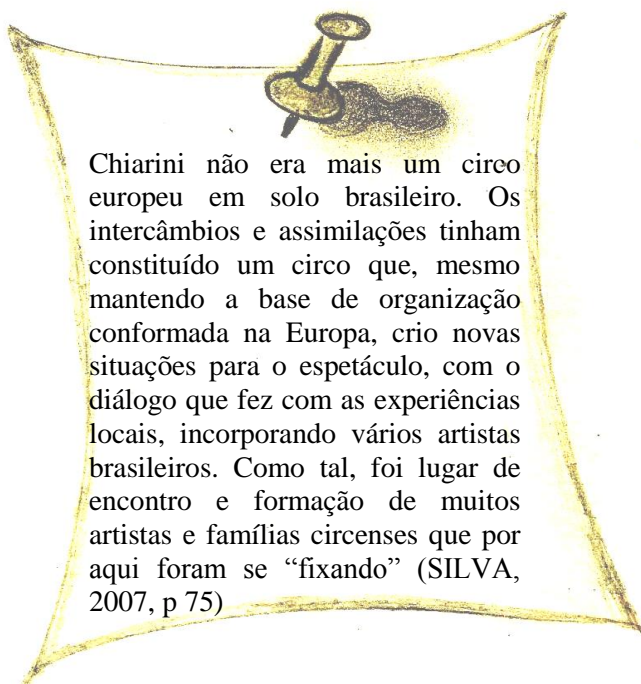 Chiarini não era mais um circo
europeu em solo brasileiro. Os
intercâmbios e assimilações tinham
constituído um circo que, mesmo
mantendo a base de organização
conformada na Europa, crio novas
situações para o espetáculo, com o
diálogo que fez com as experiências
locais, incorporando vários artistas
brasileiros. Como tal, foi lugar de
encontro e formação de muitos
artistas e famílias circenses que por
aqui foram se “fixando” (SILVA,
2007, p 75)